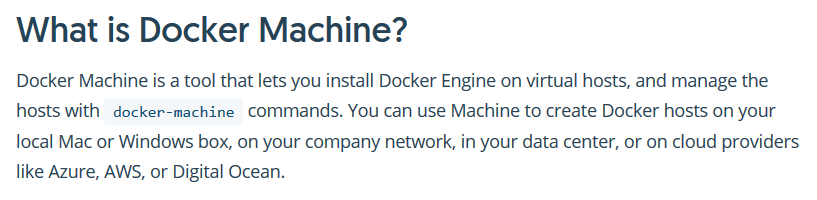 What is Docker Machine?
Docker Machine is a tool that lets you install Docker Engine on virtual hosts, and manage the
hosts with docker-machine commands. You can use Machine to create Docker hosts on your
local Mac or Windows box, on your company network, in your data center, or on cloud providers
like Azure, AWS, or Digital Ocean.